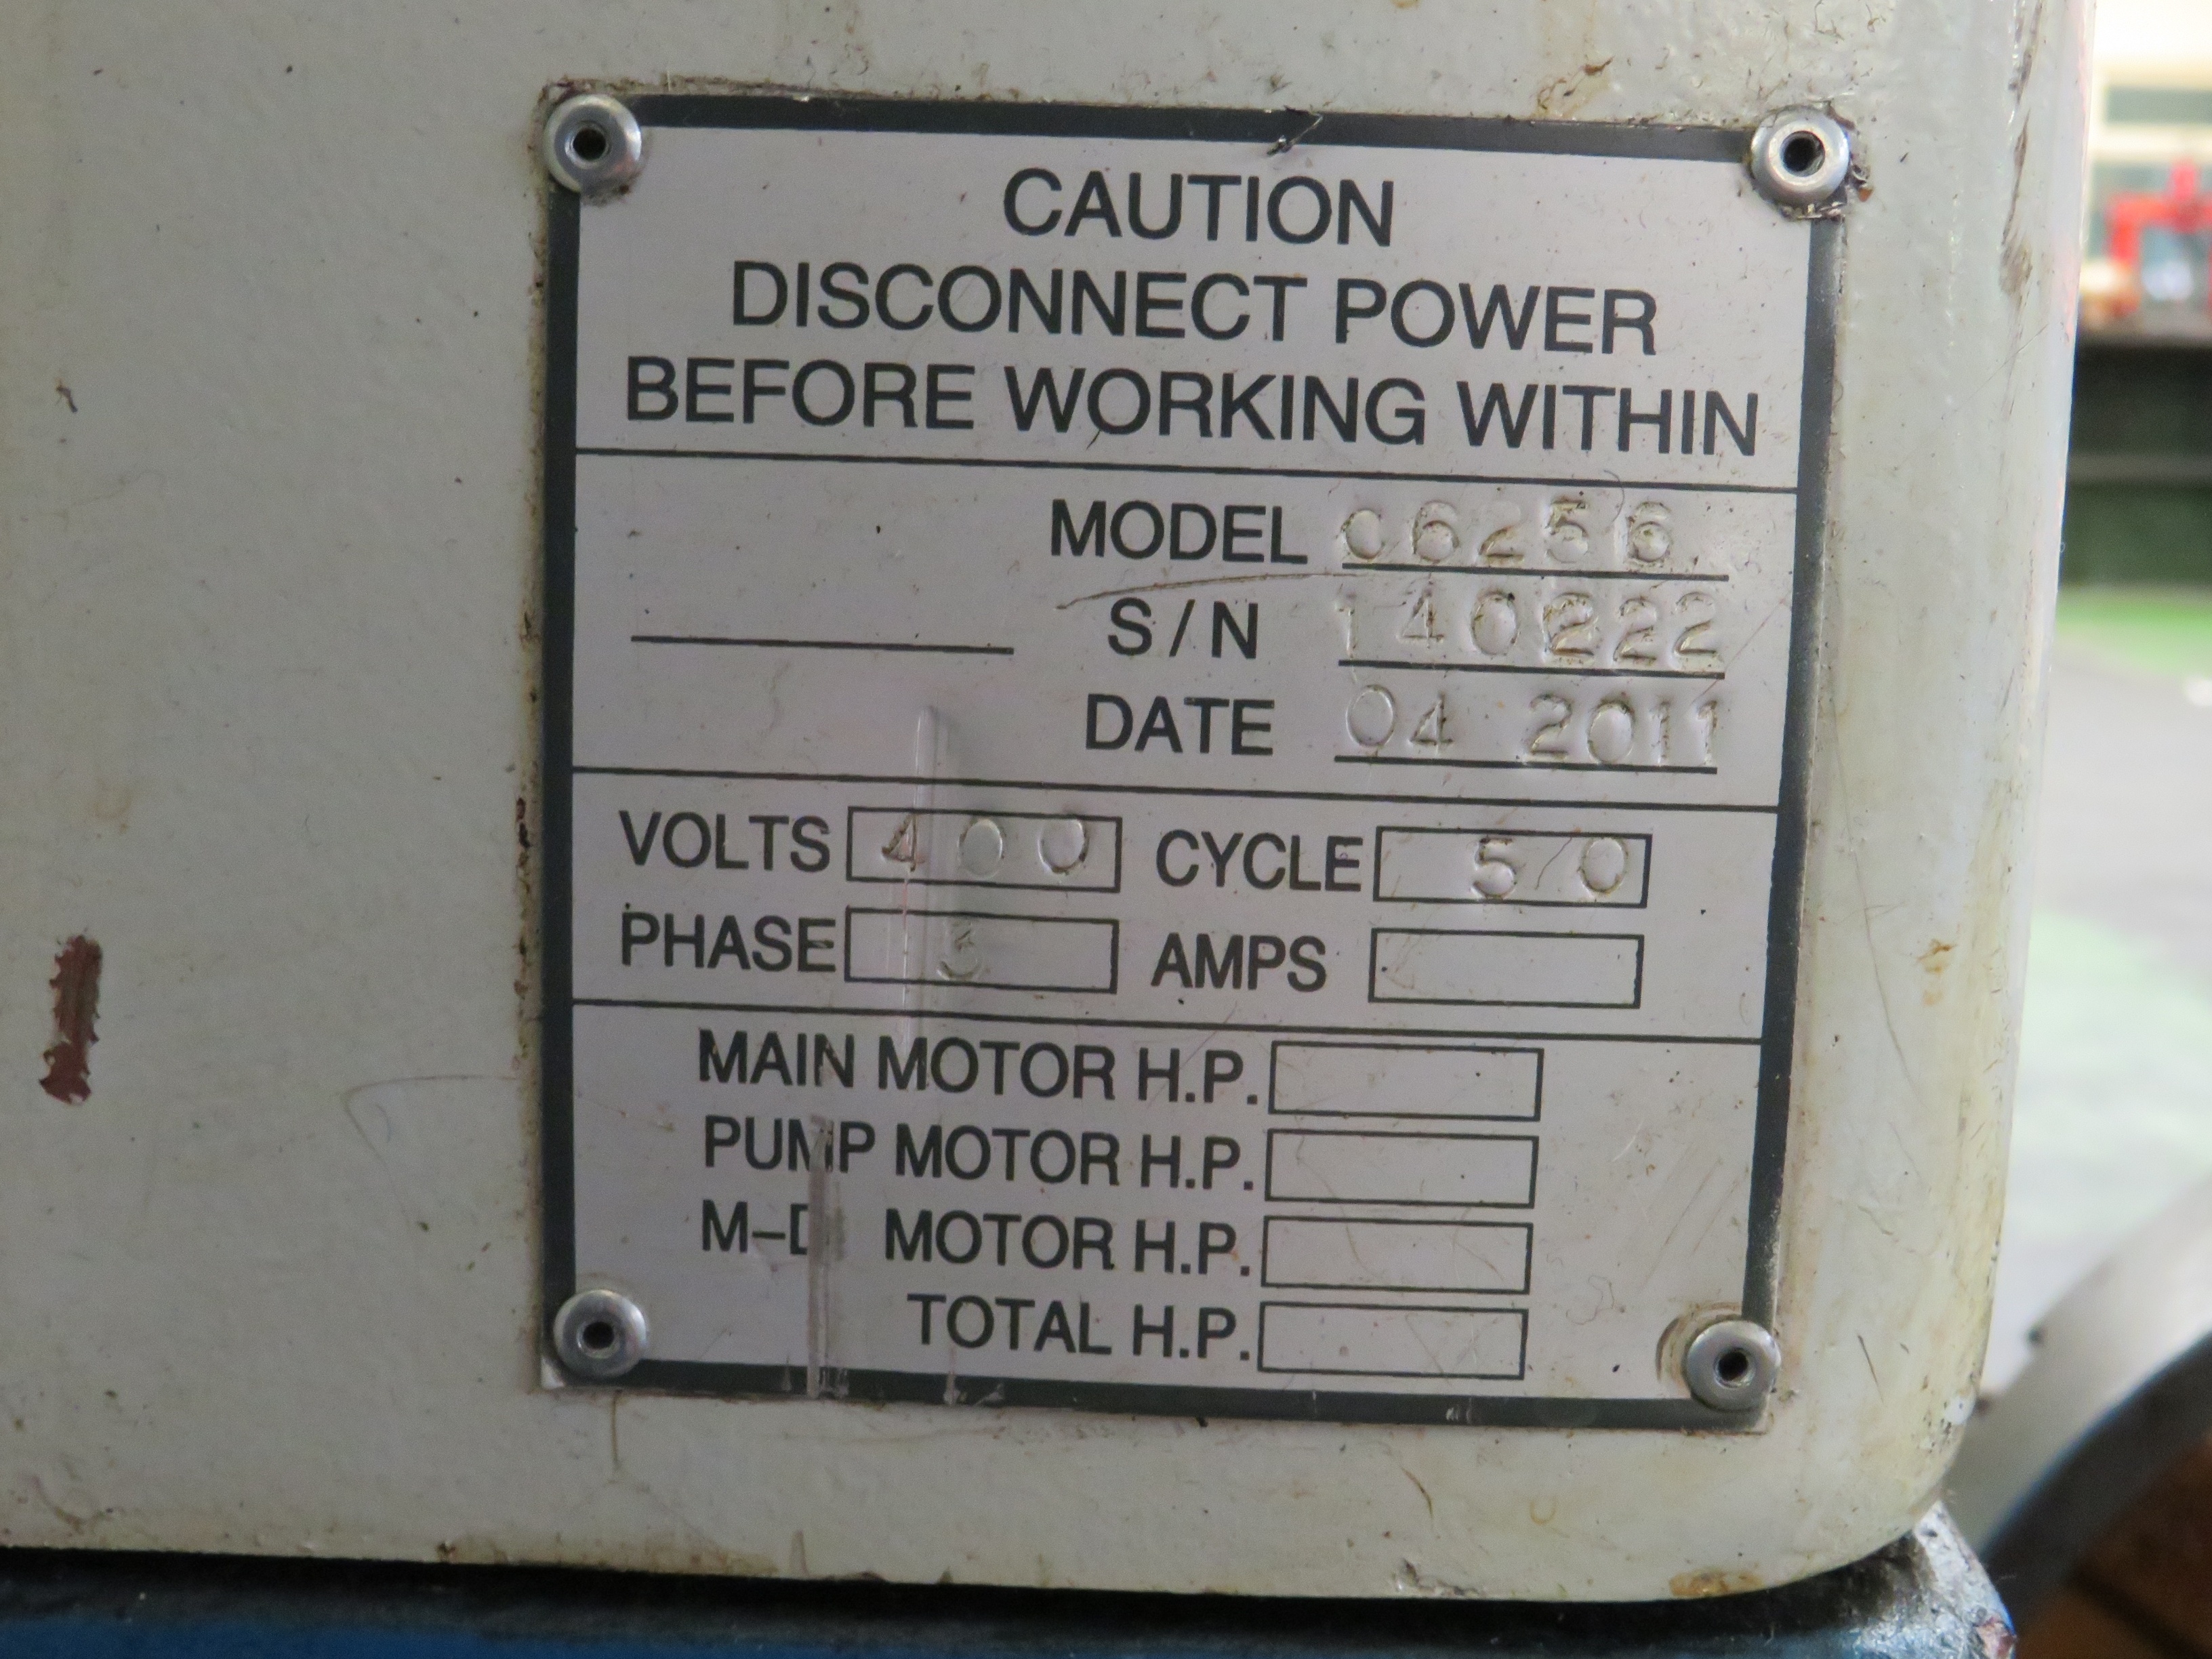 CAUTION
DISCONNECT POWER
BEFORE WORKING WITHIN
MODEL C6256
S/N 140222
DATE 04 2011
VOLTS 400 CYCLE 50
PHASE 3 AMPS
MAIN MOTOR H.P.
PUMP MOTOR H.P.
M-D MOTOR H.P.
TOTAL H.P.